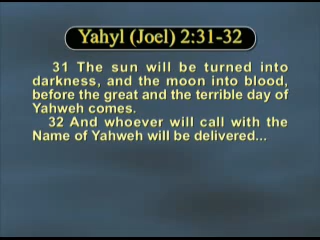 Yahyl (Joel) 2:31-32
31 The sun will be turned into
darkness, and the moon into blood,
before the great and the terrible day of
Yahweh comes.
32 And whoever will call with the
Name of Yahweh will be delivered...